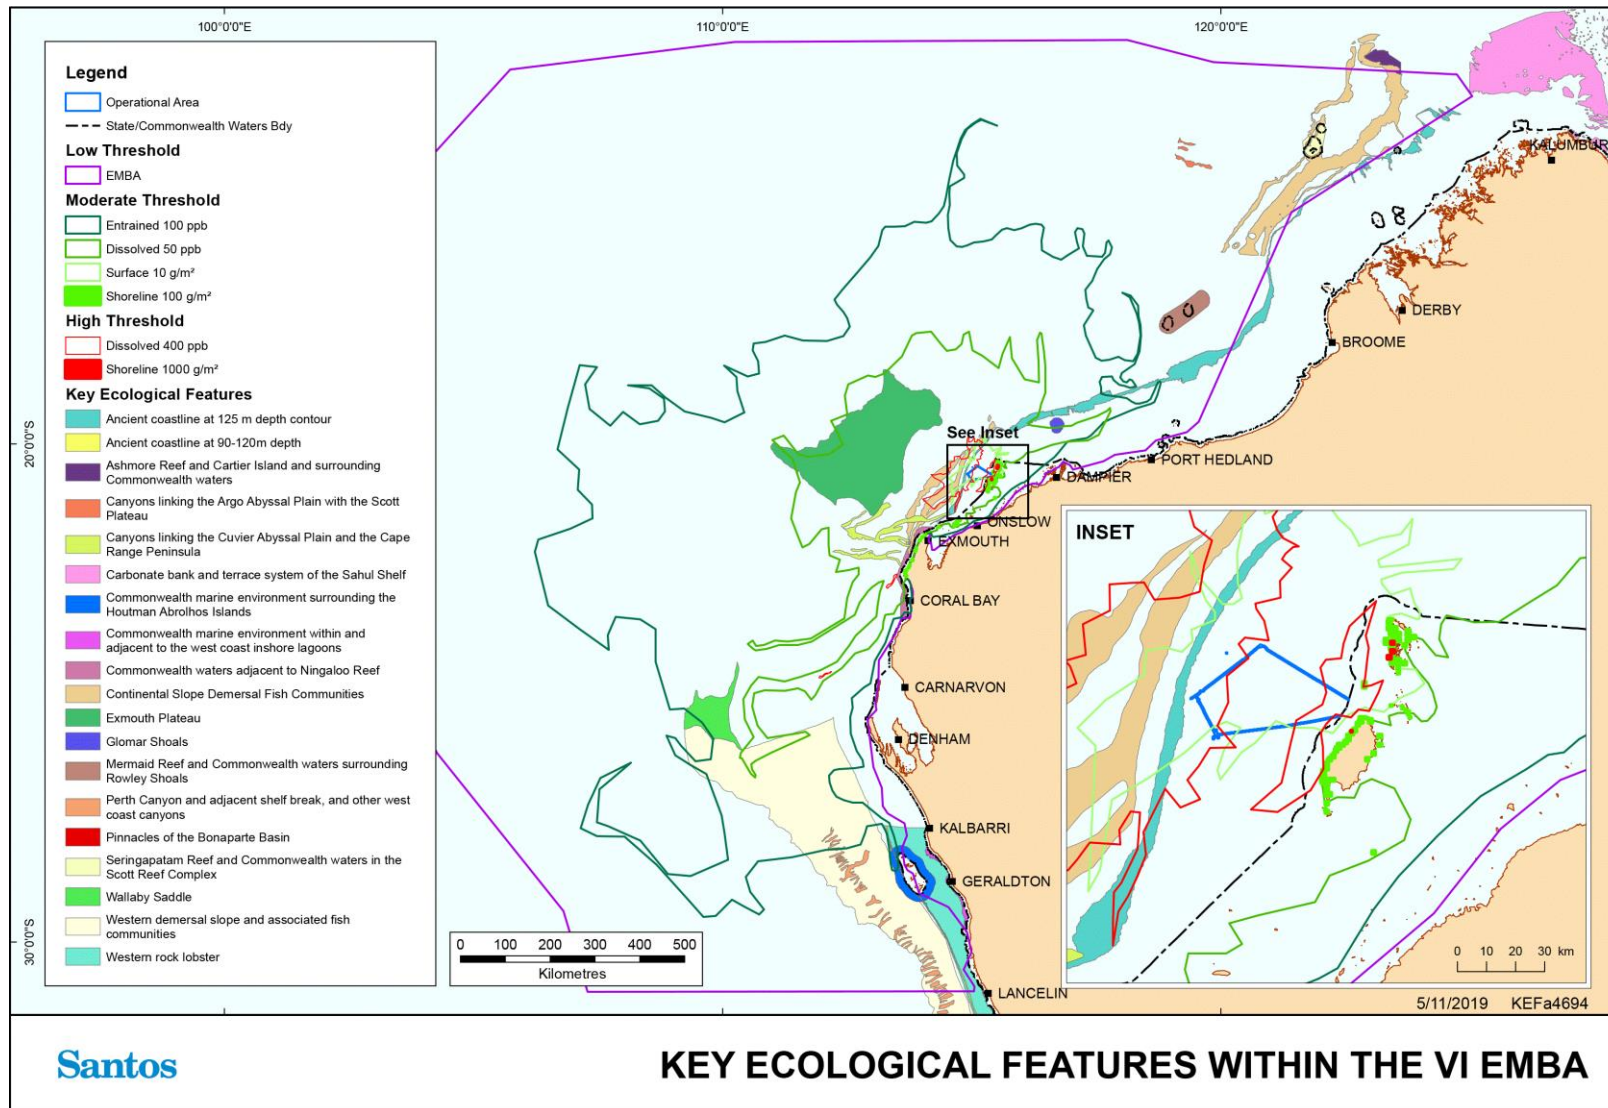 100°0'0"E
110°0'0"E
120°0'0"E
20°0'0"S
30°0'0"S
Legend
Operational Area
State/Commonwealth Waters Bdy
Low Threshold
EMBA
Moderate Threshold
Entrained 100 ppb
Dissolved 50 ppb
Surface 10 g/m²
Shoreline 100 g/m²
High Threshold
Dissolved 400 ppb
Shoreline 1000 g/m²
Key Ecological Features
Ancient coastline at 125 m depth contour
Ancient coastline at 90-120m depth
Ashmore Reef and Cartier Island and surrounding
Commonwealth waters
Canyons linking the Argo Abyssal Plain with the Scott
Plateau
Canyons linking the Cuvier Abyssal Plain and the Cape
Range Peninsula
Carbonate bank and terrace system of the Sahul Shelf
Commonwealth marine environment surrounding the
Houtman Abrolhos Islands
Commonwealth marine environment within and
adjacent to the west coast inshore lagoons
Commonwealth waters adjacent to Ningaloo Reef
Continental Slope Demersal Fish Communities
Exmouth Plateau
Glomar Shoals
Mermaid Reef and Commonwealth waters surrounding
Rowley Shoals
Perth Canyon and adjacent shelf break, and other west
coast canyons
Pinnacles of the Bonaparte Basin
Seringapatam Reef and Commonwealth waters in the
Scott Reef Complex
Wallaby Saddle
Western demersal slope and associated fish
communities
Western rock lobster
KALUMBUR
DERBY
BROOME
See Inset
PORT HEDLAND
DAMPIER
ONSLOW
EXMOUTH
CORAL BAY
CARNARVON
DENHAM
KALBARRI
GERALDTON
LANCELIN
0 100 200 300 400 500
Kilometres
INSET
0 10 20 30 km
5/11/2019 KEFa4694
Santos
KEY ECOLOGICAL FEATURES WITHIN THE VI EMBA